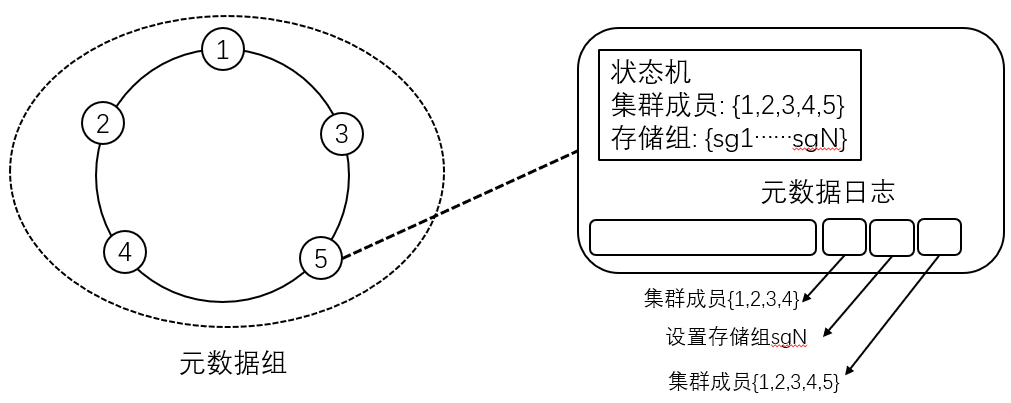 1
2
3
4
5
元数据组
状态机
集群成员: {1,2,3,4,5}
存储组: {sg1……sgN}
元数据日志
集群成员{1,2,3,4}
设置存储组sgN
集群成员{1,2,3,4,5}